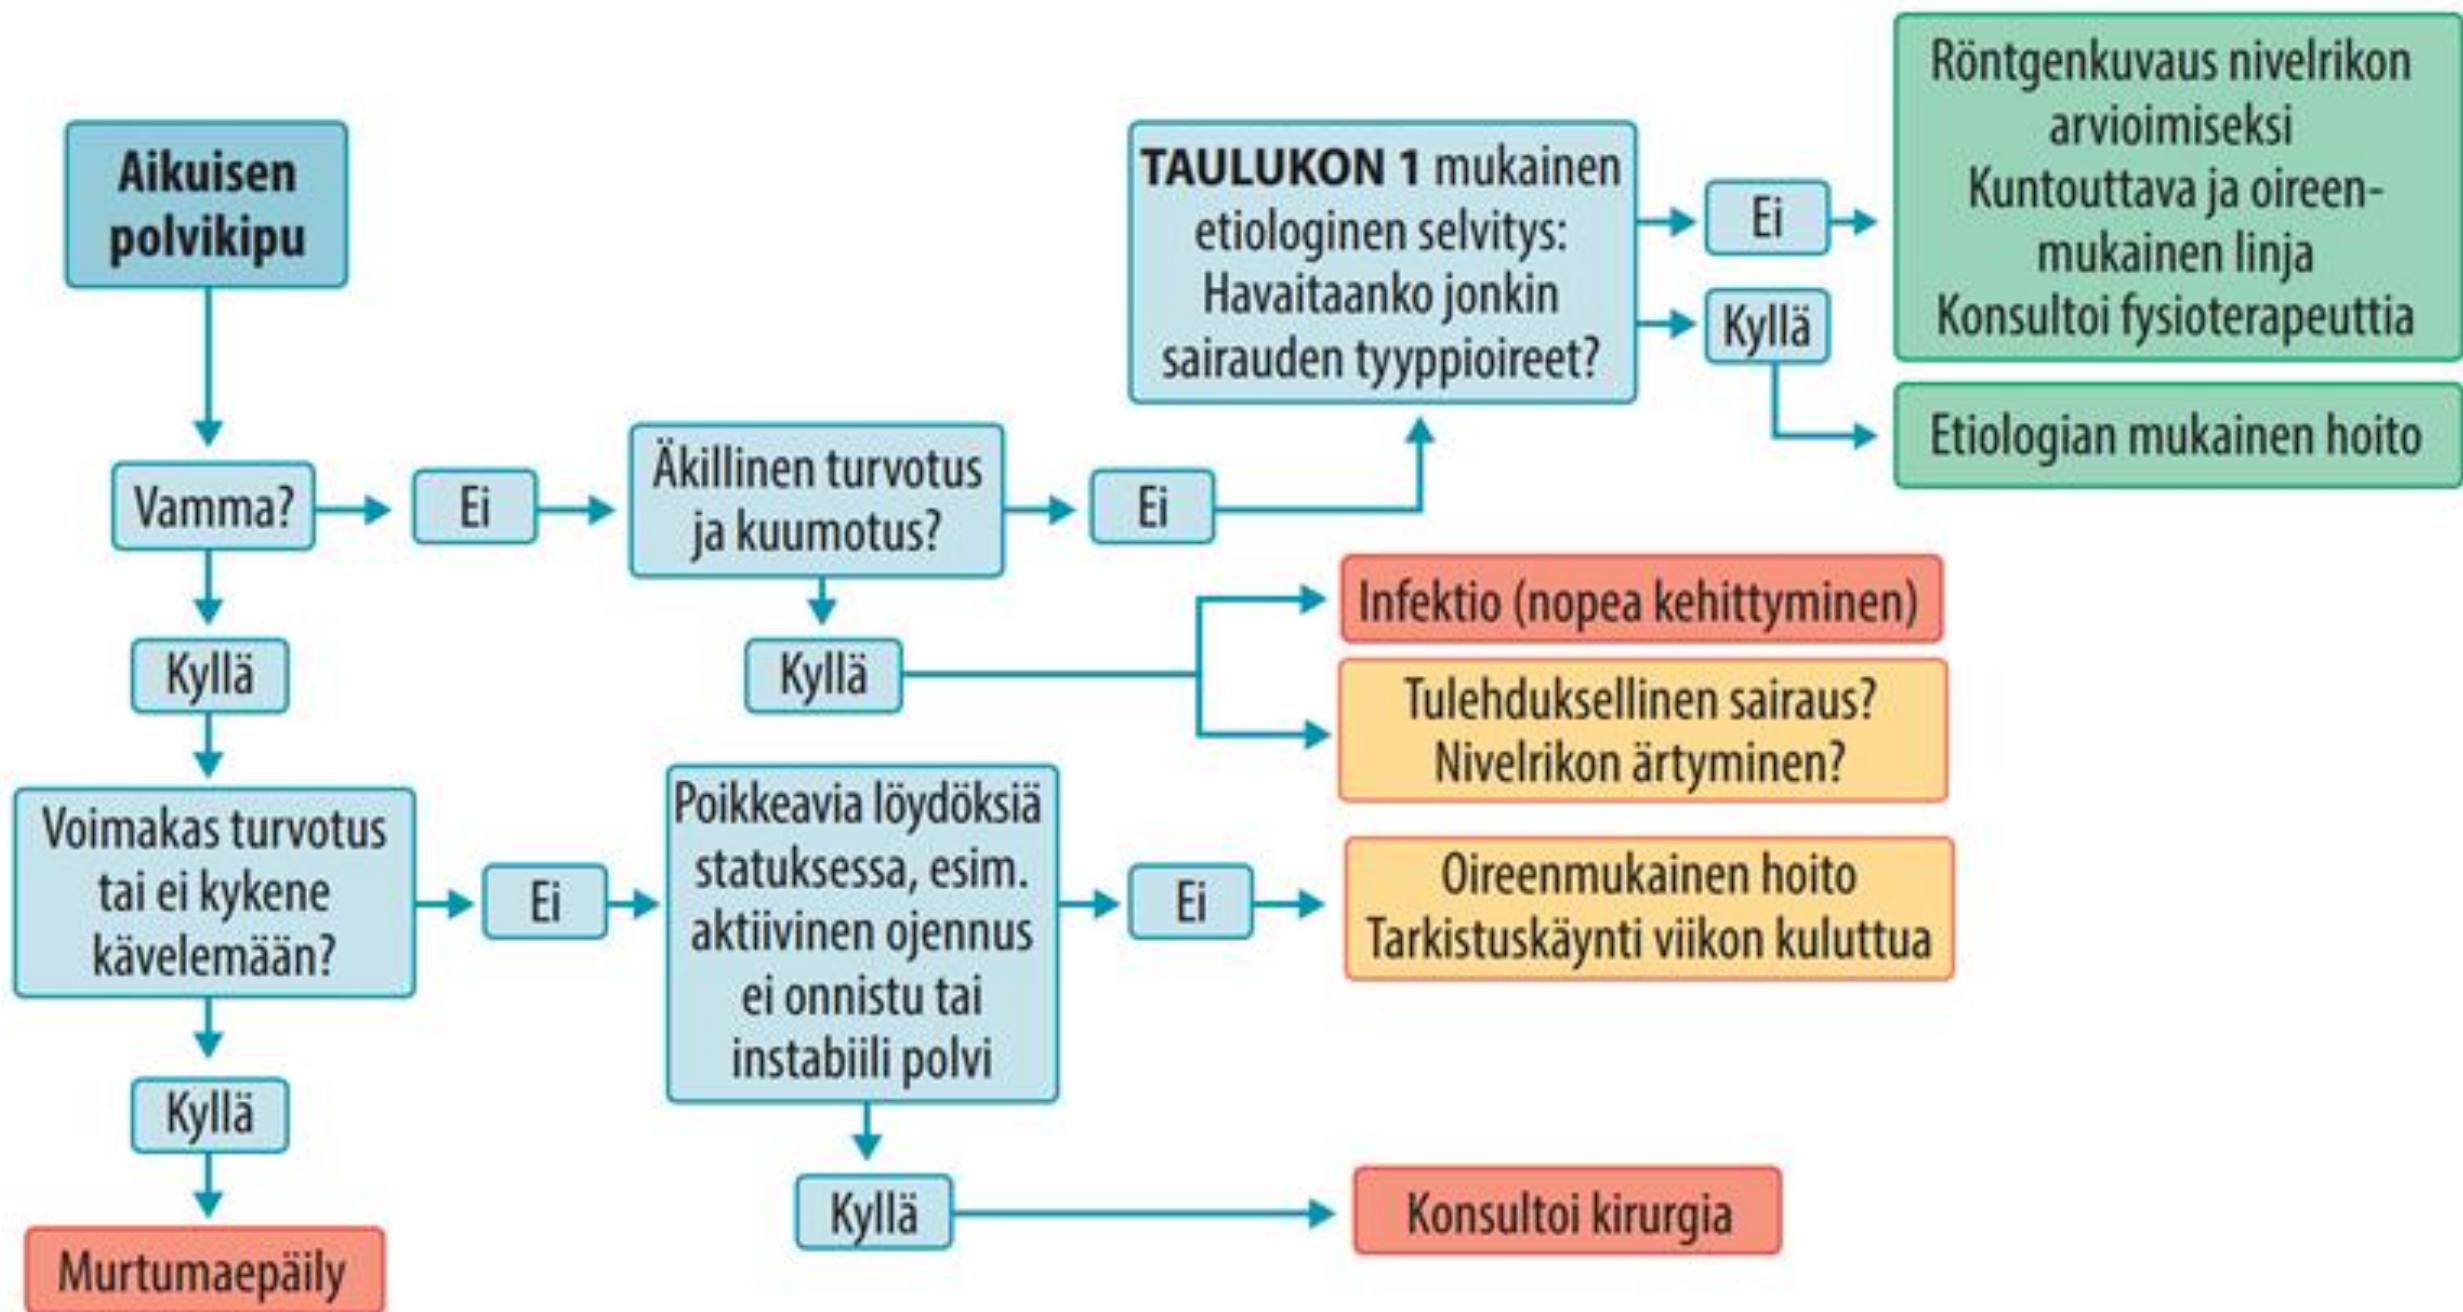 Aikuisen
polvikipu
Vamma?
Ei
Äkillinen turvotus
ja kuumotus?
Ei
TAULUKON 1 mukainen
etiologinen selvitys:
Havaitaanko jonkin
sairauden tyyppioireet?
Ei
Röntgenkuvaus nivelrikon
arvioimiseksi
Kuntouttava ja oireen-
mukainen linja
Konsultoi fysioterapeuttia
Kyllä
Etiologian mukainen hoito
Kyllä
Infektio (nopea kehittyminen)
Tulehduksellinen sairaus?
Nivelrikon ärtyminen?
Kyllä
Voimakas turvotus
tai ei kykene
kävelemään?
Ei
Poikkeavia löydöksiä
statuksessa, esim.
aktiivinen ojennus
ei onnistu tai
instabiili polvi
Ei
Oireenmukainen hoito
Tarkistuskäynti viikon kuluttua
Kyllä
Konsultoi kirurgia
Kyllä
Murtumaepäily